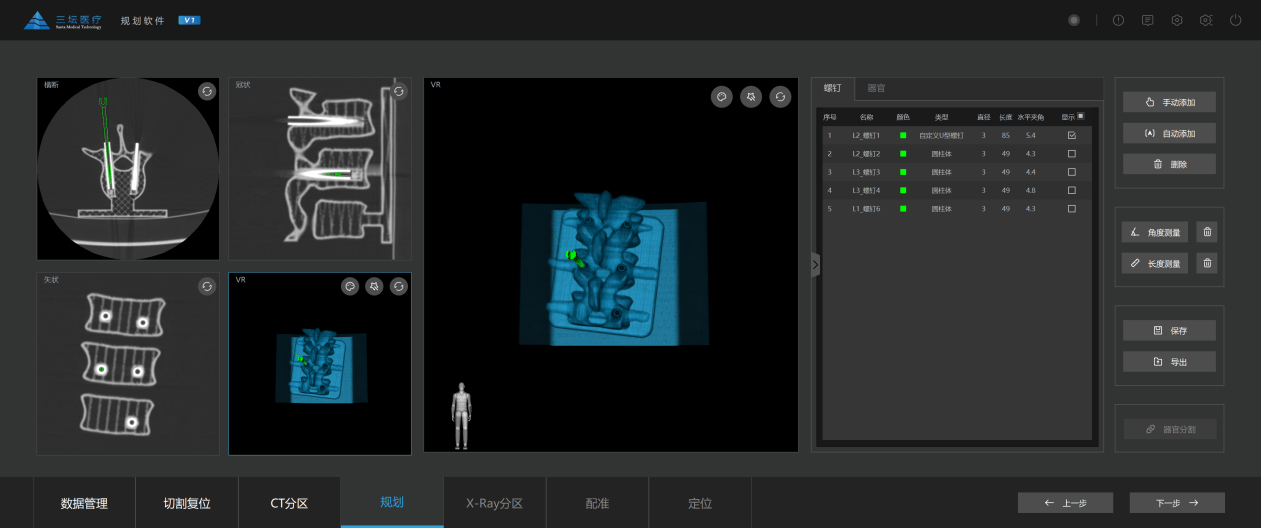 三坛医疗
Santa Medical Technology
规划软件 V1
横断
冠状
VR
螺钉 器官
序号 名称 颜色 类型 直径 长度 水平夹角 显示
1 L2_螺钉1 自定义U型螺钉 3 85 5.4
2 L2_螺钉2 圆柱体 3 49 4.3
3 L3_螺钉3 圆柱体 3 49 4.4
4 L3_螺钉4 圆柱体 3 49 4.8
5 L1_螺钉6 圆柱体 3 49 4.3
手动添加
自动添加
删除
角度测量
长度测量
矢状
VR
保存
导出
器官分割
数据管理 切割复位 CT分区 规划 X-Ray分区 配准 定位
上一步 下一步